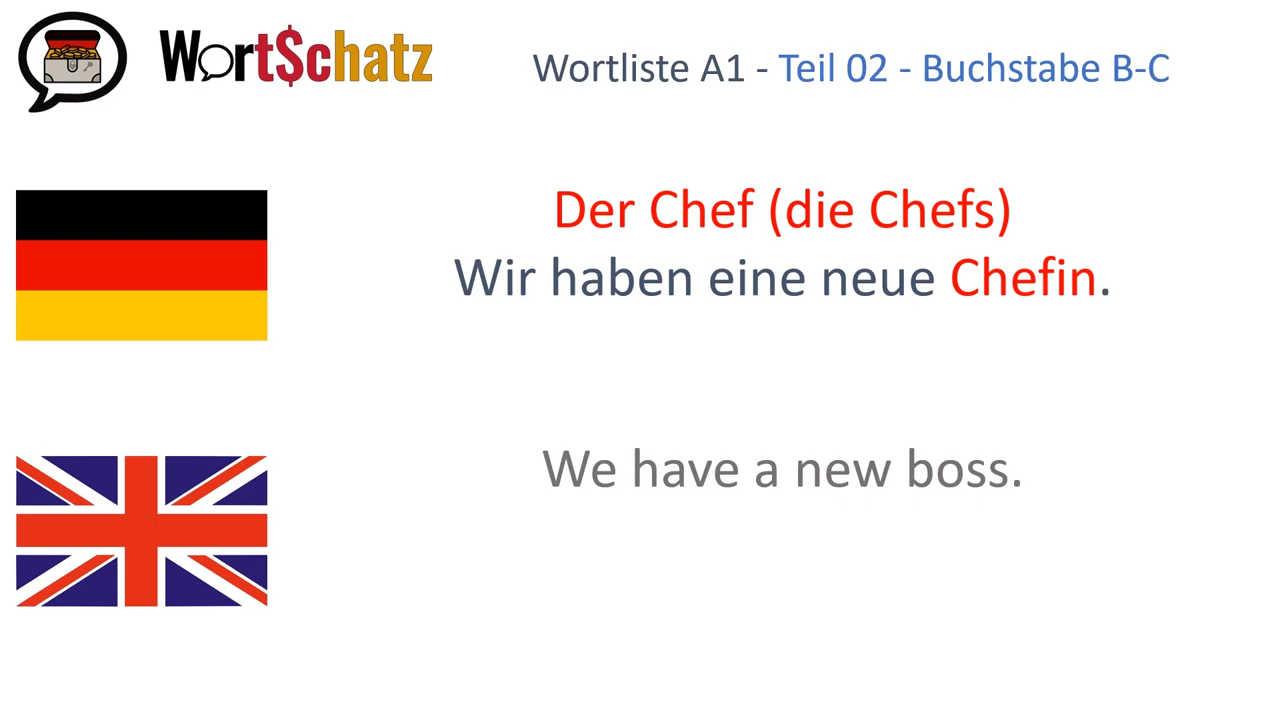 Wort$chatz
Wortliste A1 - Teil 02 - Buchstabe B-C
Der Chef (die Chefs)
Wir haben eine neue Chefin.
We have a new boss.